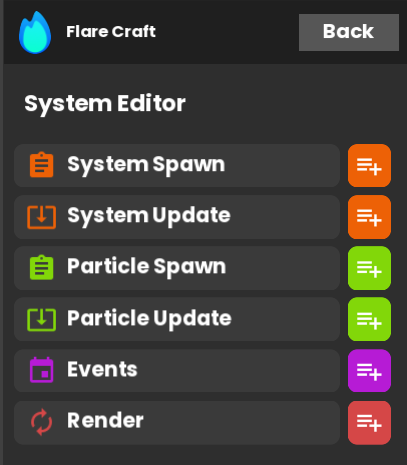 Flare Craft
Back
System Editor
System Spawn
System Update
Particle Spawn
Particle Update
Events
Render